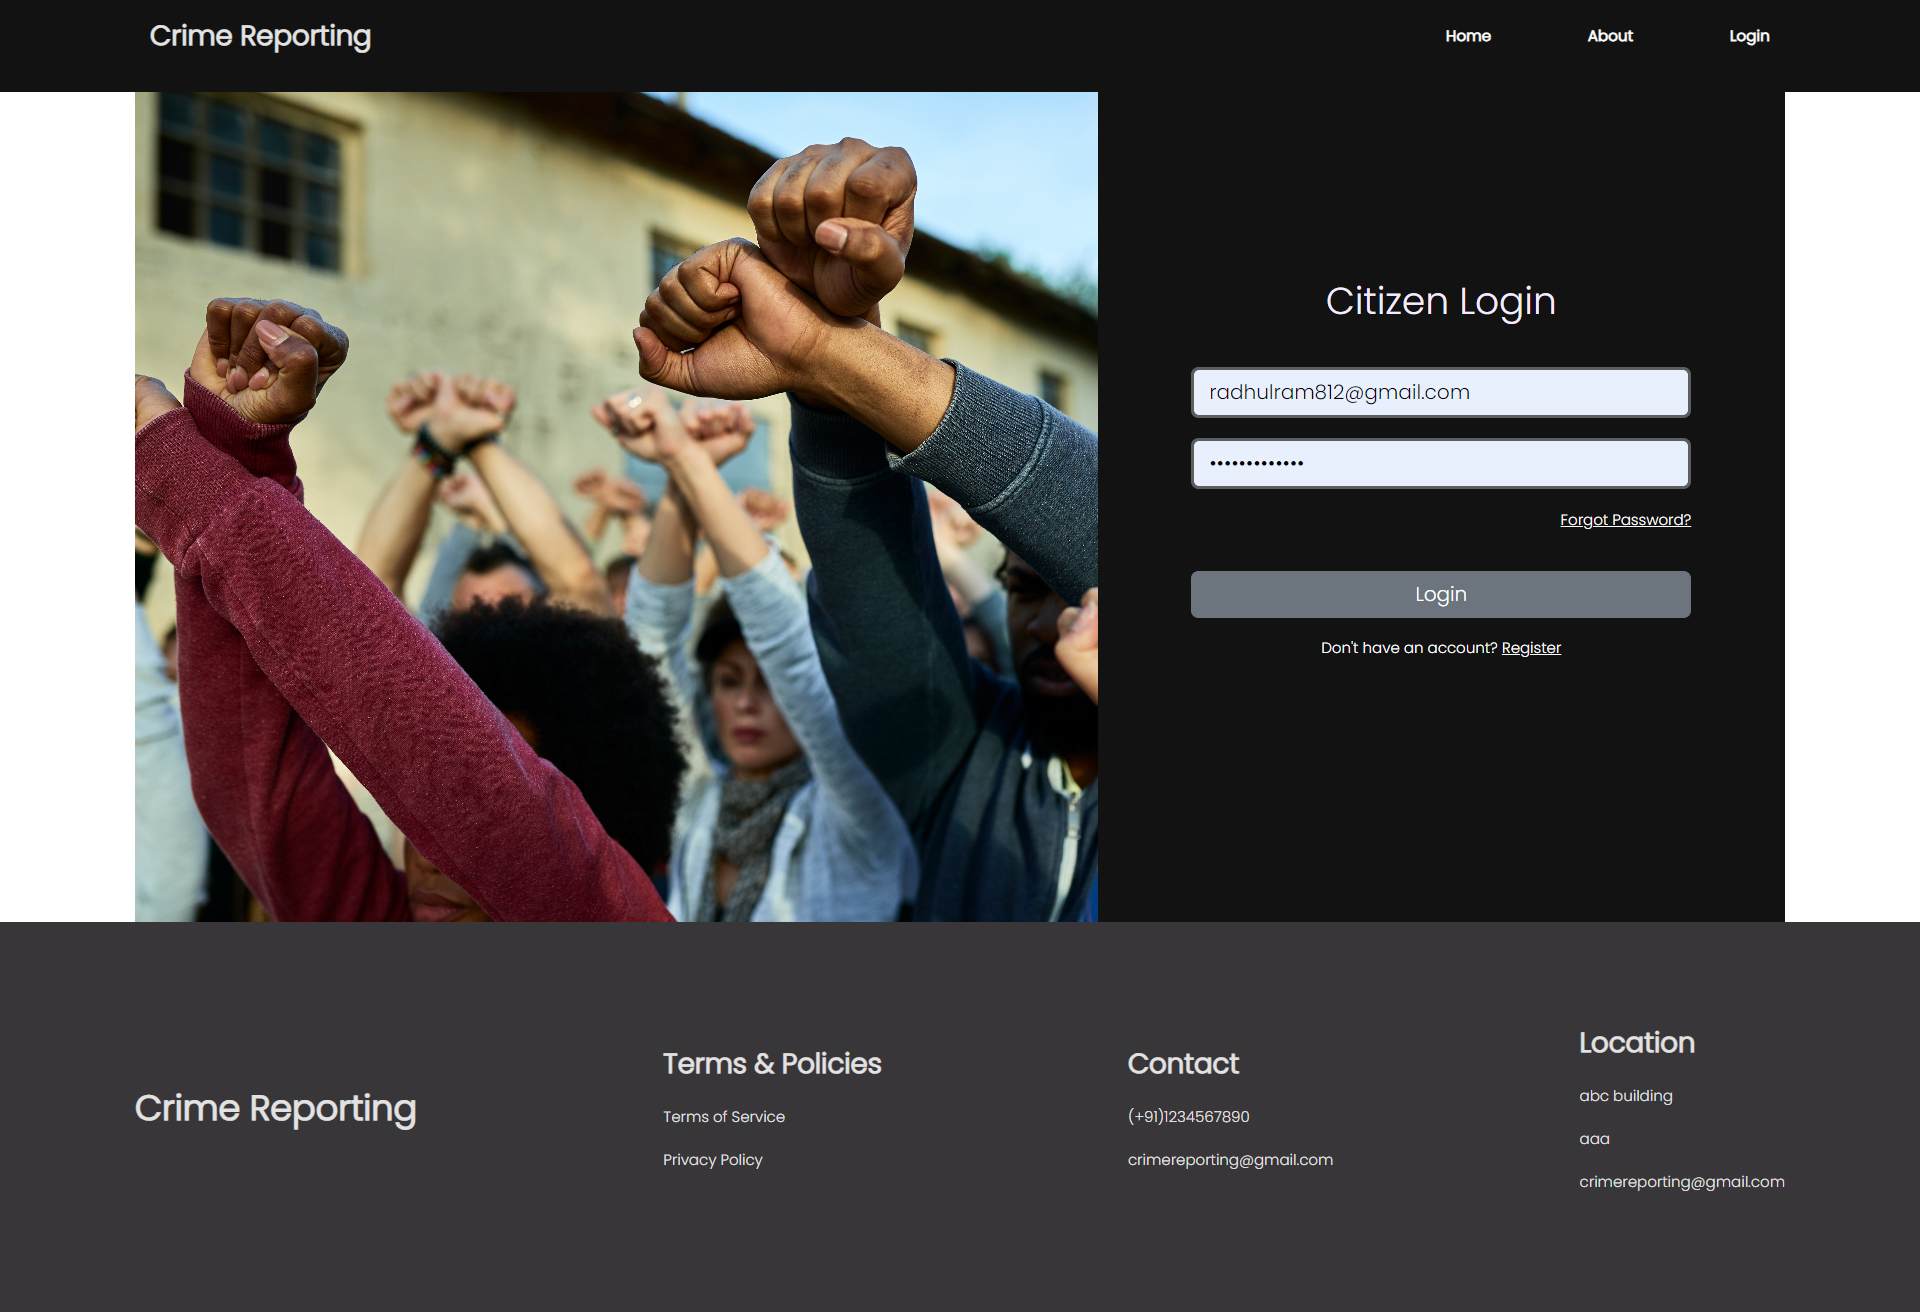 Crime Reporting
Home
About
Login
Citizen Login
radhulram812@gmail.com
•••••••••••••
Forgot Password?
Login
Don't have an account? Register
Crime Reporting
Terms & Policies
Terms of Service
Privacy Policy
Contact
(+91)1234567890
crimereporting@gmail.com
Location
abc building
aaa
crimereporting@gmail.com